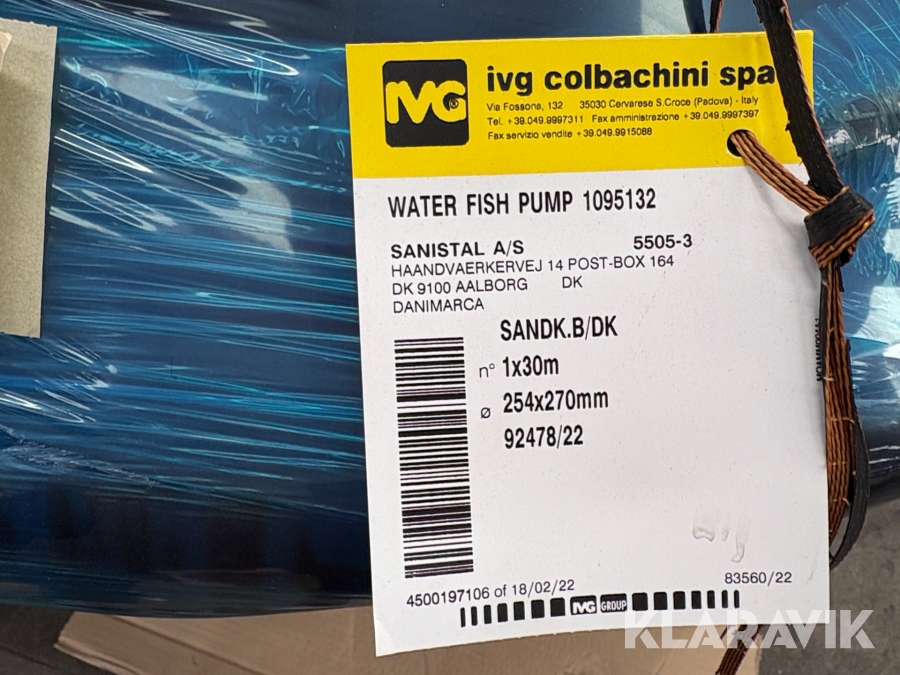 IVG
ivg colbachini spa
Via Fossona, 132 35030 Cervarese S.Croce (Padova) - Italy
Tel. +39.049.9997311 Fax amministrazione +39.049.9997397
Fax servizio vendite +39.049.9915088
WATER FISH PUMP 1095132
SANISTAL A/S 5505-3
HAANDVAERKERVEJ 14 POST-BOX 164
DK 9100 AALBORG DK
DANIMARCA
SANDK.B/DK
n° 1x30m
ø 254x270mm
92478/22
4500197106 of 18/02/22 83560/22
IVG GROUP
KLARAVIK